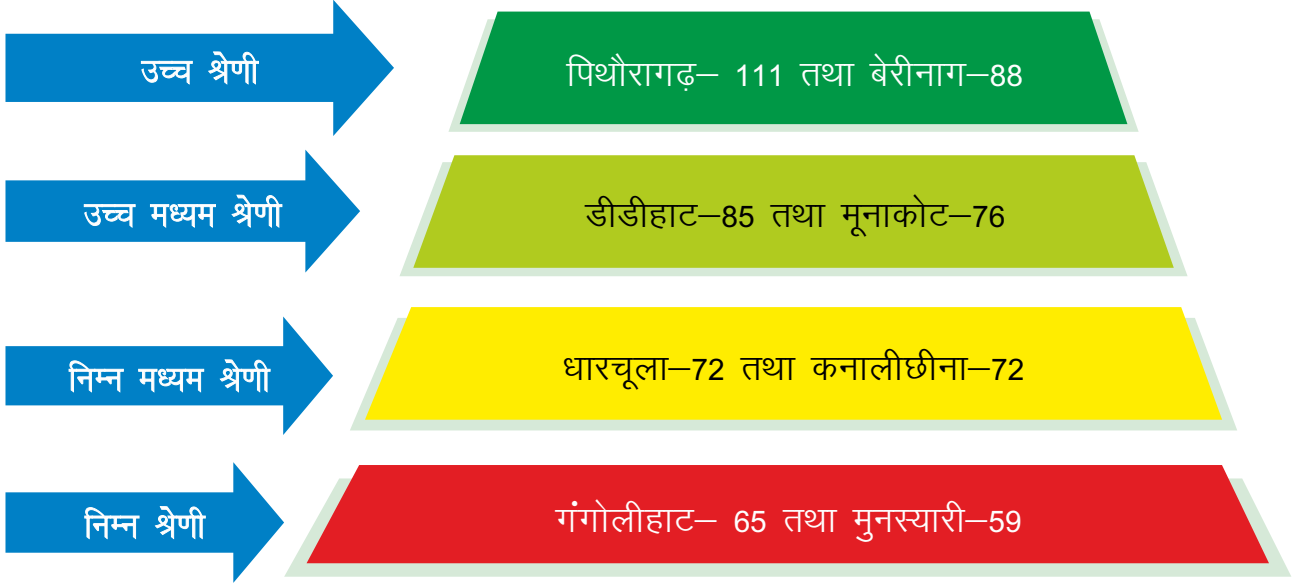 उच्च श्रेणी
पिथौरागढ़– 111 तथा बेरीनाग–88
उच्च मध्यम श्रेणी
डीडीहाट–85 तथा मूनाकोट–76
निम्न मध्यम श्रेणी
धारचूला–72 तथा कनालीछीना–72
निम्न श्रेणी
गंगोलीहाट– 65 तथा मुनस्यारी–59